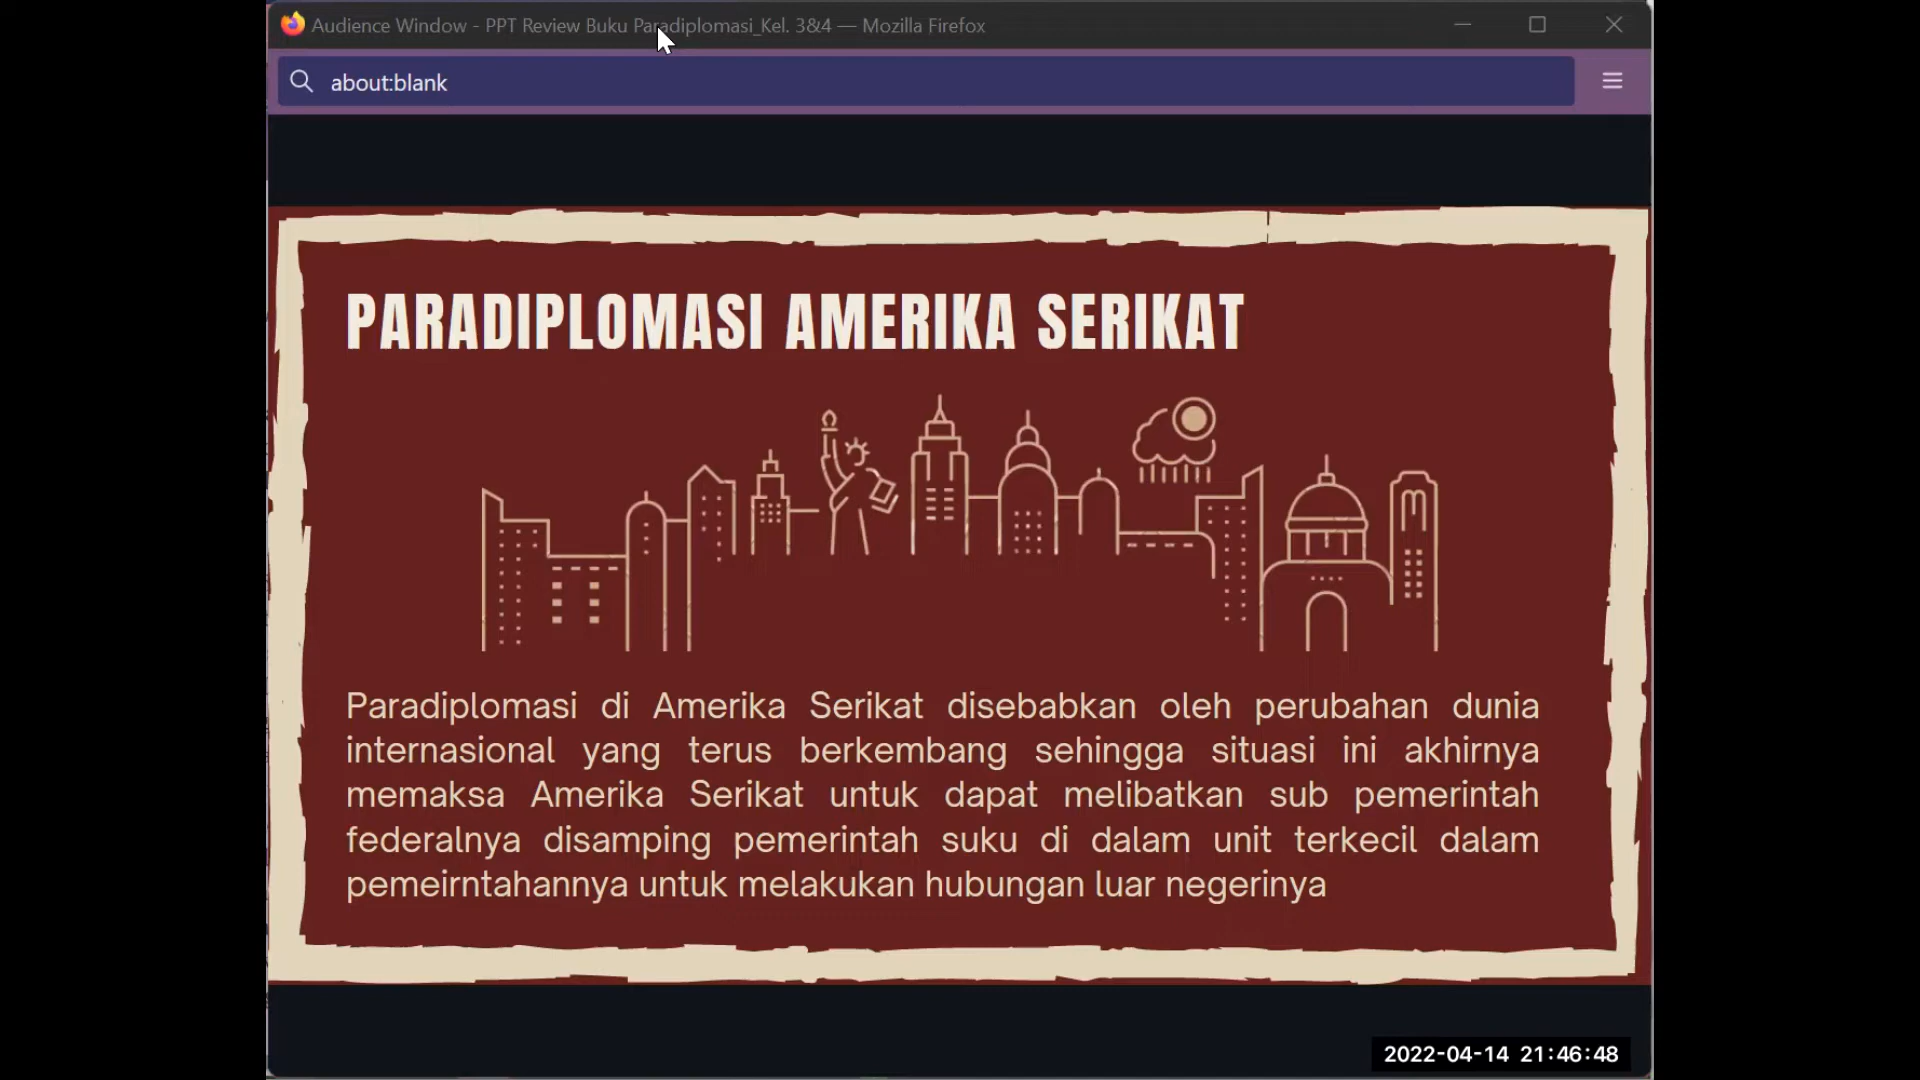 Audience Window - PPT Review Buku Paradiplomasi_Kel. 3&4 — Mozilla Firefox
about:blank
PARADIPLOMASI AMERIKA SERIKAT
Paradiplomasi di Amerika Serikat disebabkan oleh perubahan dunia
internasional yang terus berkembang sehingga situasi ini akhirnya
memaksa Amerika Serikat untuk dapat melibatkan sub pemerintah
federalnya disamping pemerintah suku di dalam unit terkecil dalam
pemeirntahannya untuk melakukan hubungan luar negerinya
2022-04-14 21:46:48